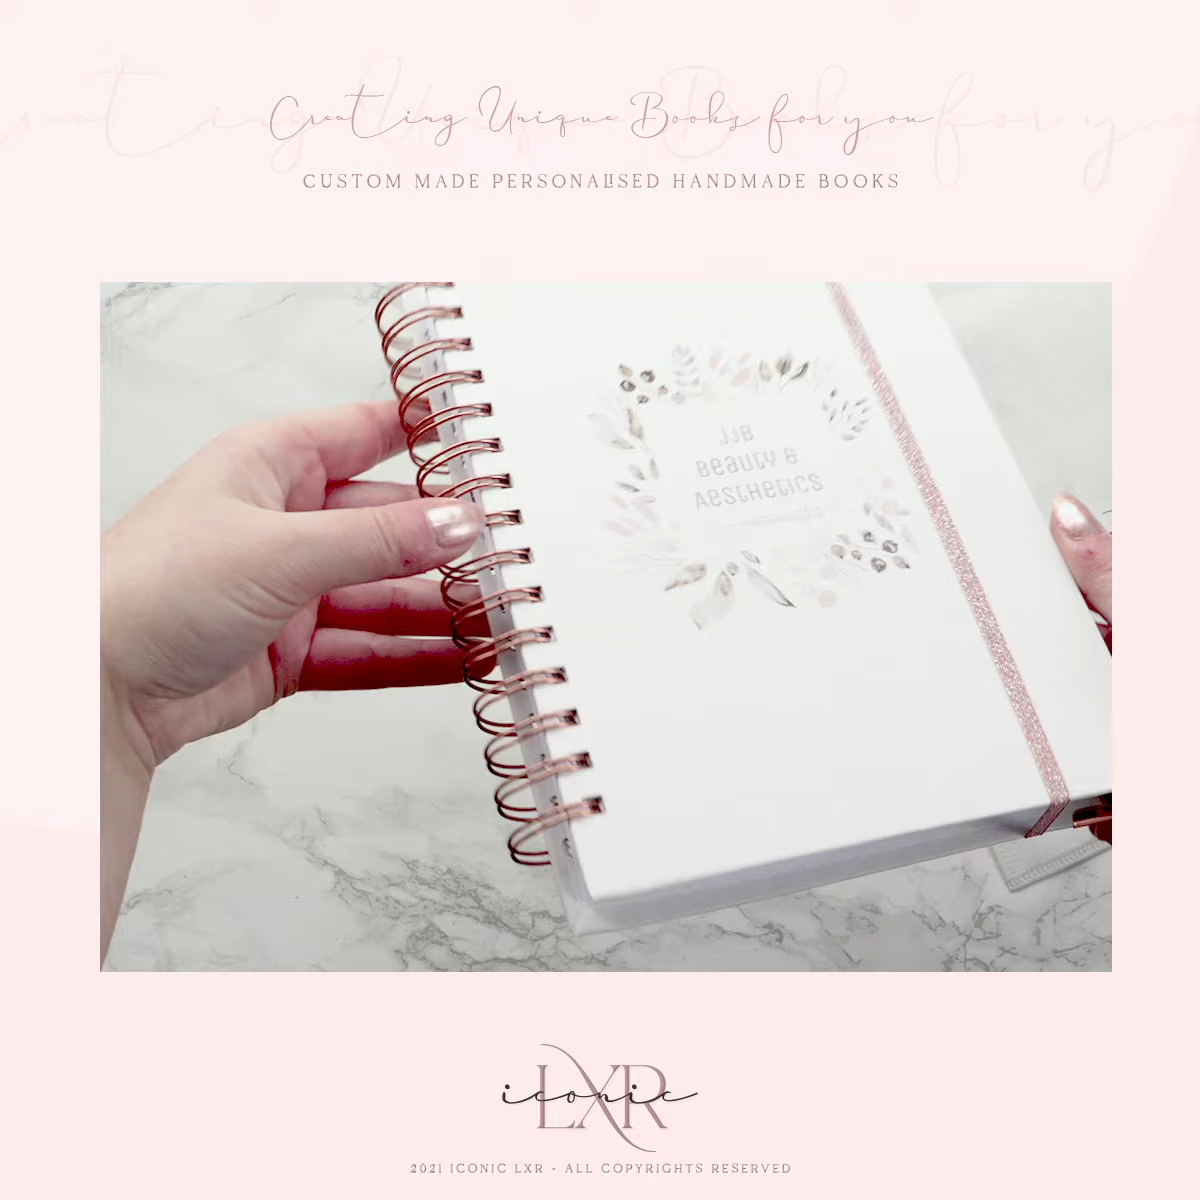 Creating Unique Books for you
CUSTOM MADE PERSONALISED HANDMADE BOOKS
JJB
BEAUTY &
AESTHETICS
iconic
LXR
2021 ICONIC LXR - ALL COPYRIGHTS RESERVED